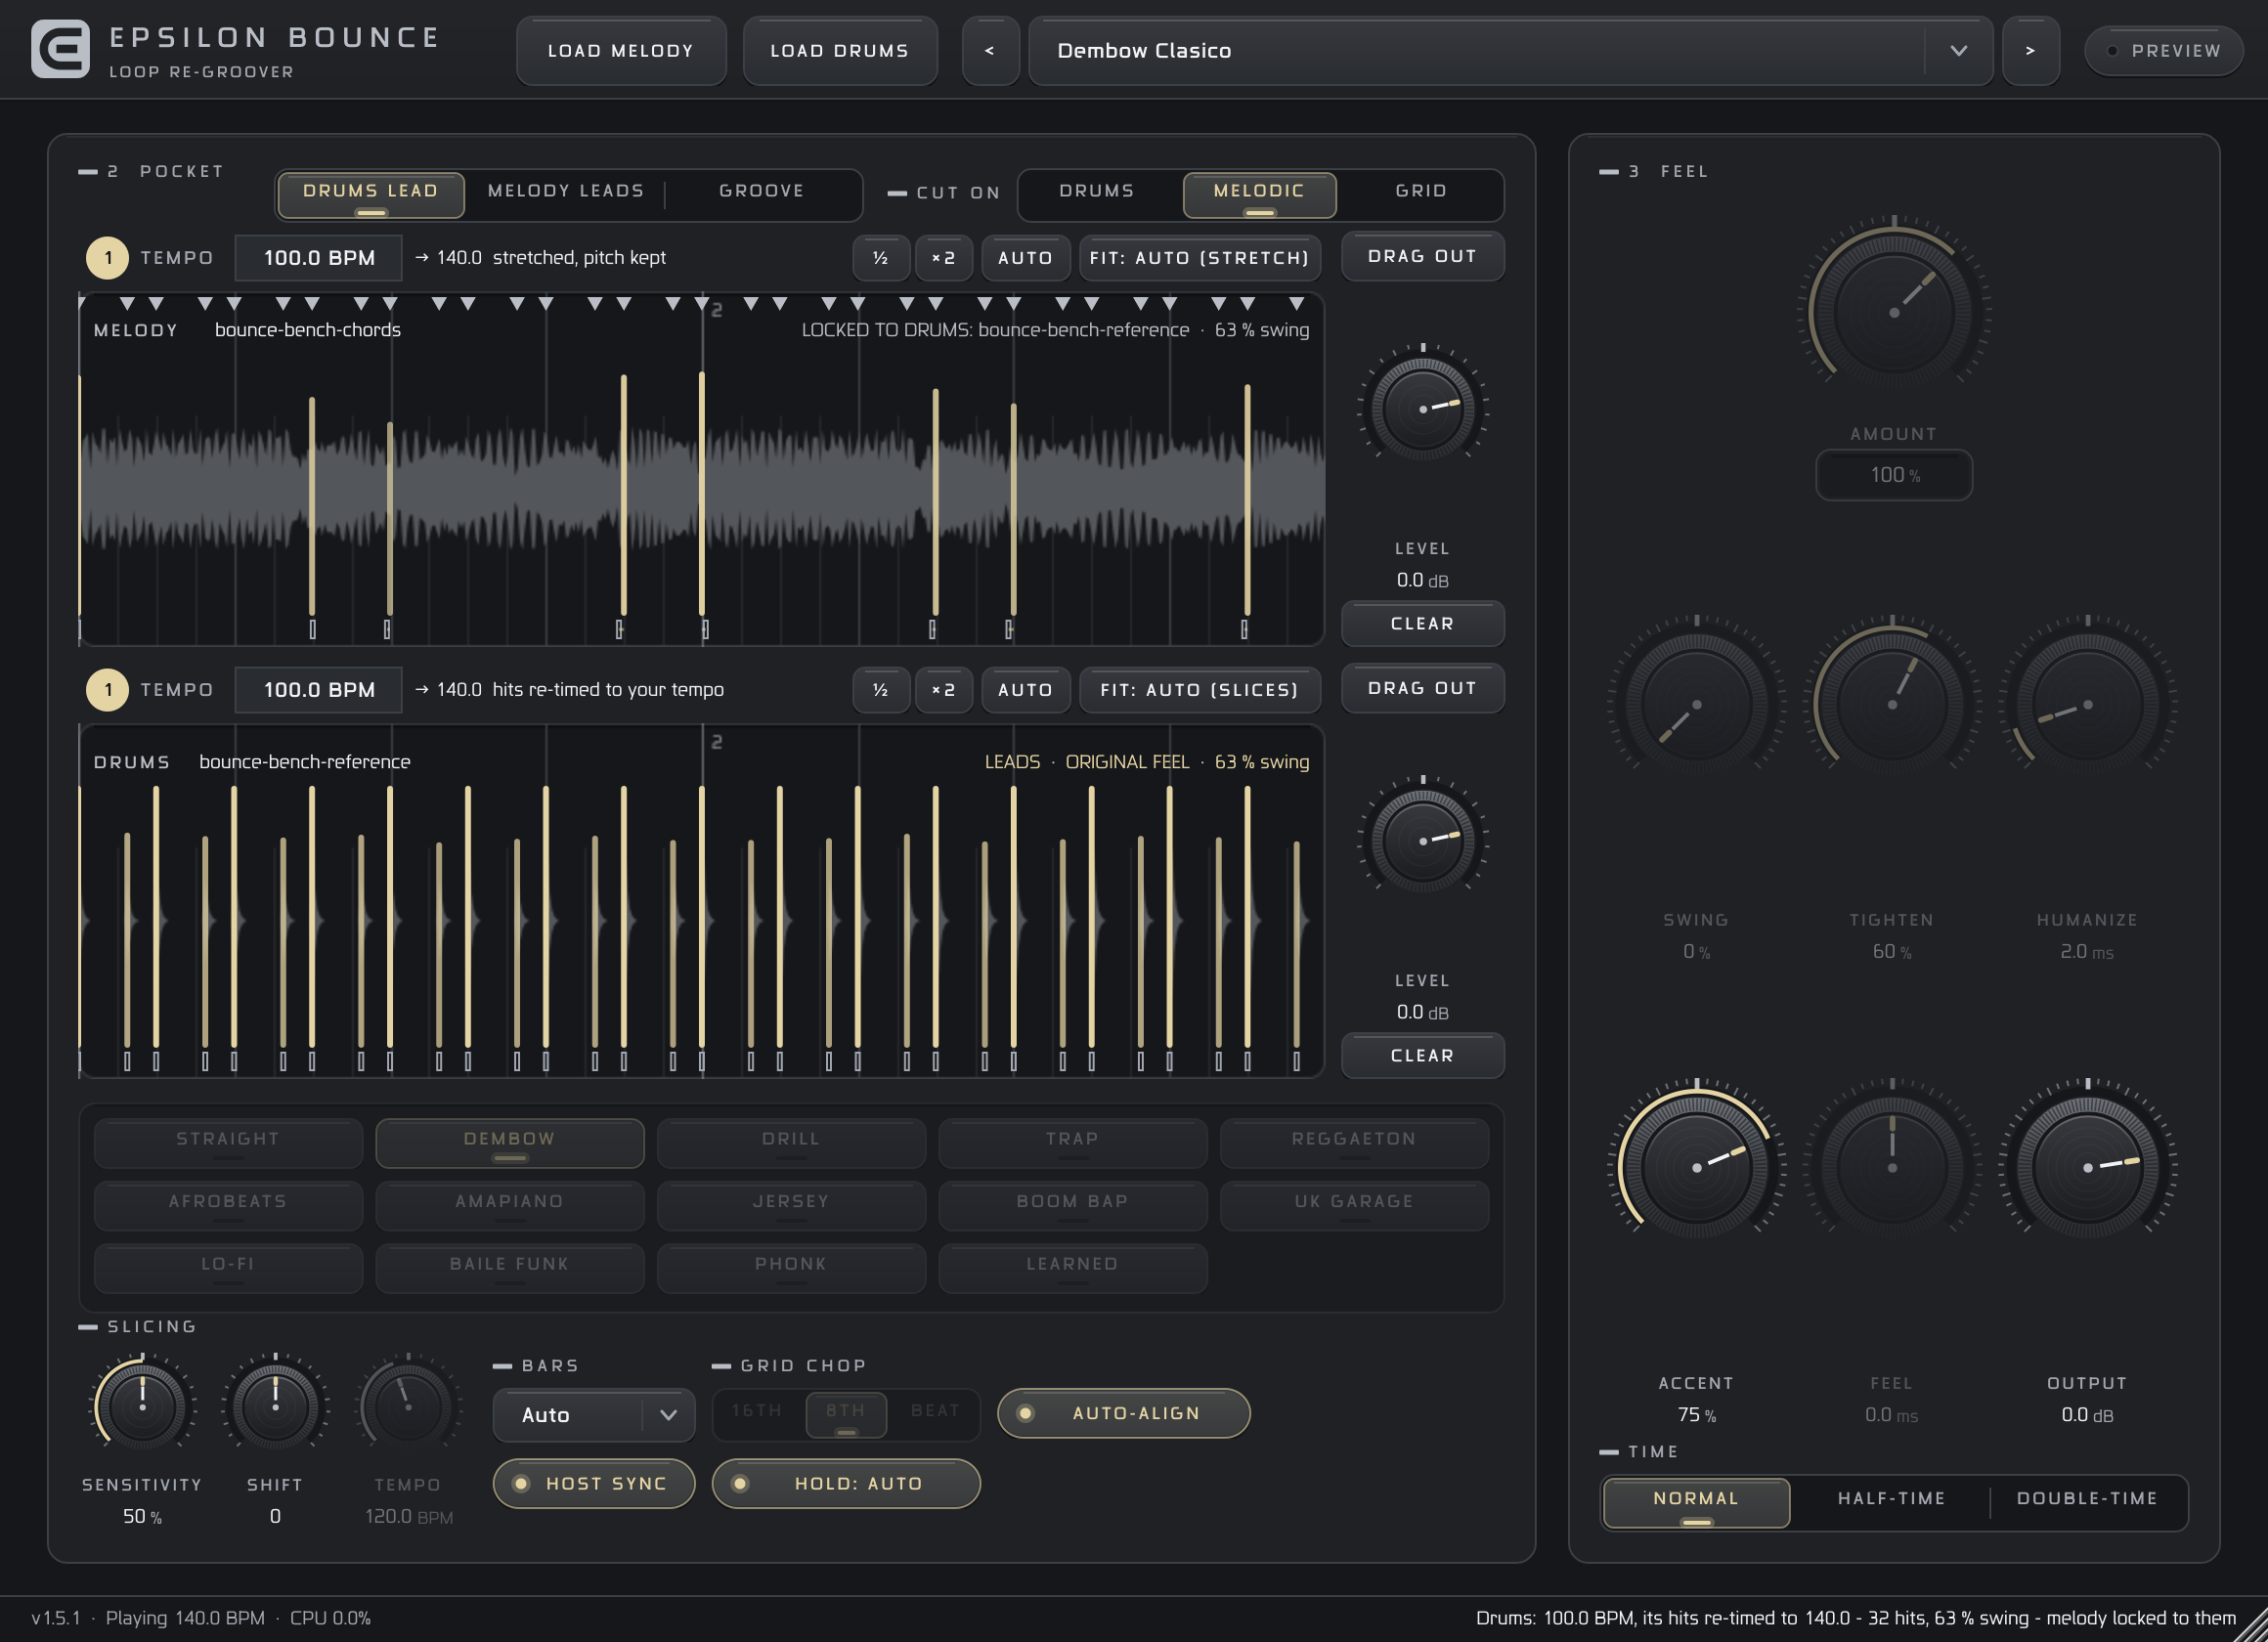 EPSILON BOUNCE
LOOP RE-GROOVER
LOAD MELODY
LOAD DRUMS
<
Dembow Clasico
>
PREVIEW
2 POCKET
DRUMS LEAD
MELODY LEADS
GROOVE
CUT ON
DRUMS
MELODIC
GRID
1 TEMPO
100.0 BPM
→ 140.0 stretched, pitch kept
½
×2
AUTO
FIT: AUTO (STRETCH)
DRAG OUT
2
MELODY bounce-bench-chords
LOCKED TO DRUMS: bounce-bench-reference · 63 % swing
LEVEL
0.0 dB
CLEAR
1 TEMPO
100.0 BPM
→ 140.0 hits re-timed to your tempo
½
×2
AUTO
FIT: AUTO (SLICES)
DRAG OUT
2
DRUMS bounce-bench-reference
LEADS · ORIGINAL FEEL · 63 % swing
LEVEL
0.0 dB
CLEAR
STRAIGHT
DEMBOW
DRILL
TRAP
REGGAETON
AFROBEATS
AMAPIANO
JERSEY
BOOM BAP
UK GARAGE
LO-FI
BAILE FUNK
PHONK
LEARNED
SLICING
SENSITIVITY
50 %
SHIFT
0
TEMPO
120.0 BPM
BARS
Auto
HOST SYNC
GRID CHOP
16TH
8TH
BEAT
HOLD: AUTO
AUTO-ALIGN
3 FEEL
AMOUNT
100 %
SWING
0 %
TIGHTEN
60 %
HUMANIZE
2.0 ms
ACCENT
75 %
FEEL
0.0 ms
OUTPUT
0.0 dB
TIME
NORMAL
HALF-TIME
DOUBLE-TIME
v1.5.1 · Playing 140.0 BPM · CPU 0.0%
Drums: 100.0 BPM, its hits re-timed to 140.0 - 32 hits, 63 % swing - melody locked to them